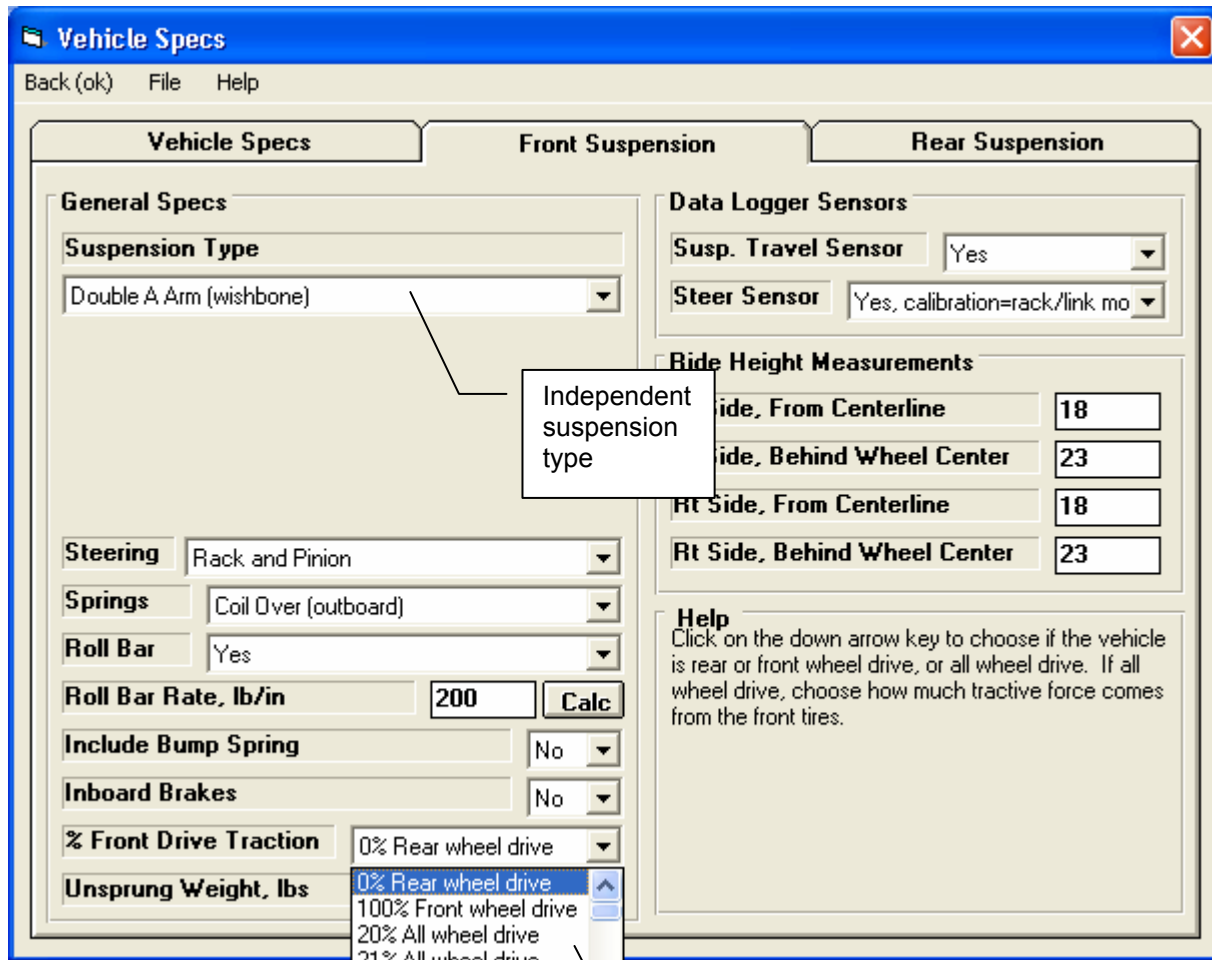 Vehicle Specs
Back (ok) File Help
Vehicle Specs Front Suspension Rear Suspension
General Specs
Suspension Type
Double A Arm (wishbone)
Independent
suspension
type
Steering Rack and Pinion
Springs Coil Over (outboard)
Roll Bar Yes
Roll Bar Rate, lb/in 200 Calc
Include Bump Spring No
Inboard Brakes No
% Front Drive Traction 0% Rear wheel drive
Unsprung Weight, lbs
0% Rear wheel drive
100% Front wheel drive
20% All wheel drive
21% All wheel drive
Data Logger Sensors
Susp. Travel Sensor Yes
Steer Sensor Yes, calibration=rack/link mo
Ride Height Measurements
Side, From Centerline 18
Side, Behind Wheel Center 23
Rt Side, From Centerline 18
Rt Side, Behind Wheel Center 23
Help
Click on the down arrow key to choose if the vehicle
is rear or front wheel drive, or all wheel drive. If all
wheel drive, choose how much tractive force comes
from the front tires.